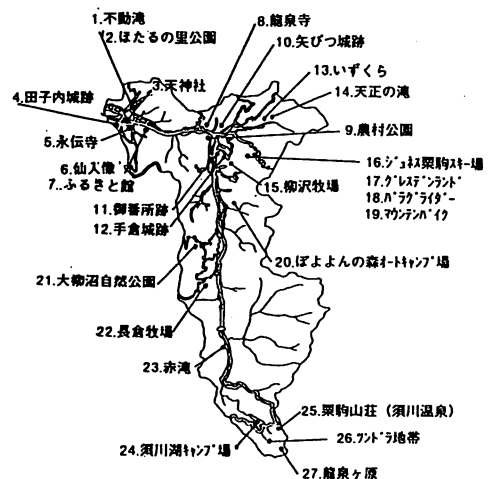 1.不動滝
2.ほたるの里公園
3.天神社
4.田子内城跡
5.永伝寺
6.仙人像
7..ふるさと館
8.龍泉寺
9.農村公園
10.矢びつ城跡
11.御番所跡
12.手倉城跡
13.いずくら
14.天正の滝
15.柳沢牧場
16.ｼﾞｭﾈｽ栗駒ｽｷｰ場
17.ｸﾞﾚｽﾃﾞﾝﾗﾝﾄﾞ
18.ﾊﾟﾗｸﾞﾗｲﾀﾞｰ
19.ﾏｳﾝﾃﾝﾊﾞｲｸ
20.ぼよよんの森ｵｰﾄｷｬﾝﾌﾟ場
21.大柳沼自然公園
22.長倉牧場
23.赤滝
24.須川湖ｷｬﾝﾌﾟ場
25.栗駒山荘（須川温泉）
26.ﾂﾝﾄﾞﾗ地帯
27.龍泉ヶ原